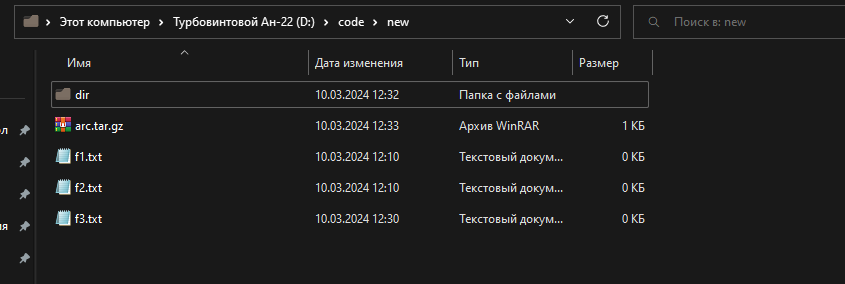 Этот компьютер > Турбовинтовой Ан-22 (D:) > code > new
Поиск в: new
Имя Дата изменения Тип Размер
dir 10.03.2024 12:32 Папка с файлами
arc.tar.gz 10.03.2024 12:33 Архив WinRAR 1 КБ
f1.txt 10.03.2024 12:10 Текстовый докум... 0 КБ
f2.txt 10.03.2024 12:10 Текстовый докум... 0 КБ
f3.txt 10.03.2024 12:30 Текстовый докум... 0 КБ